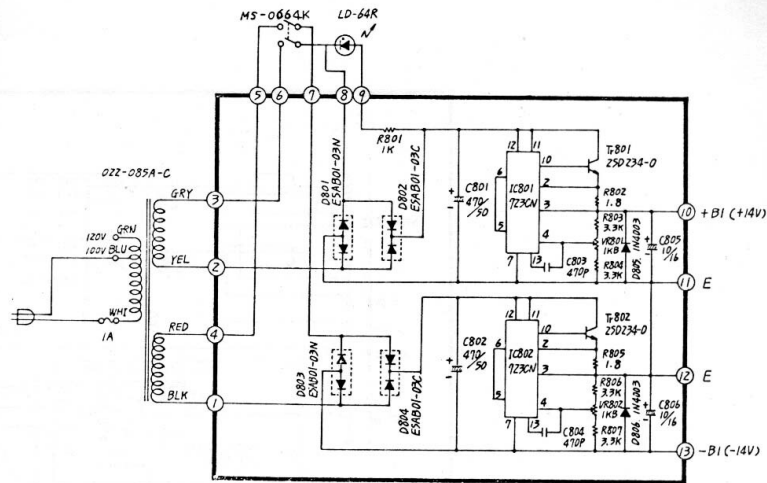 MS-0664K
LD-64R
5
6
7
8
9
R801
1K
022-085A-C
GRY
3
GRN
120V
100V BLU
YEL
2
WHI
1A
RED
4
BLK
1
D801
ESAB01-03N
D802
ESAB01-03C
C801
470/50
12
11
6
5
IC801
723CN
10
2
3
4
7
13
C803
470P
Tr801
2SD234-O
R802
1.8
R803
3.3K
VR801
1KB
R804
3.3K
D805. 1N4003
C805
10/16
10
+B1 (+14V)
11
E
D803
ESAB01-03N
D804
ESAB01-03C
C802
470/50
12
11
6
5
IC802
723CN
10
2
3
4
7
13
C804
470P
Tr802
2SD234-O
R805
1.8
R806
3.3K
VR802
1KB
R807
3.3K
D806. 1N4003
C806
10/16
12
E
13
-B1 (-14V)